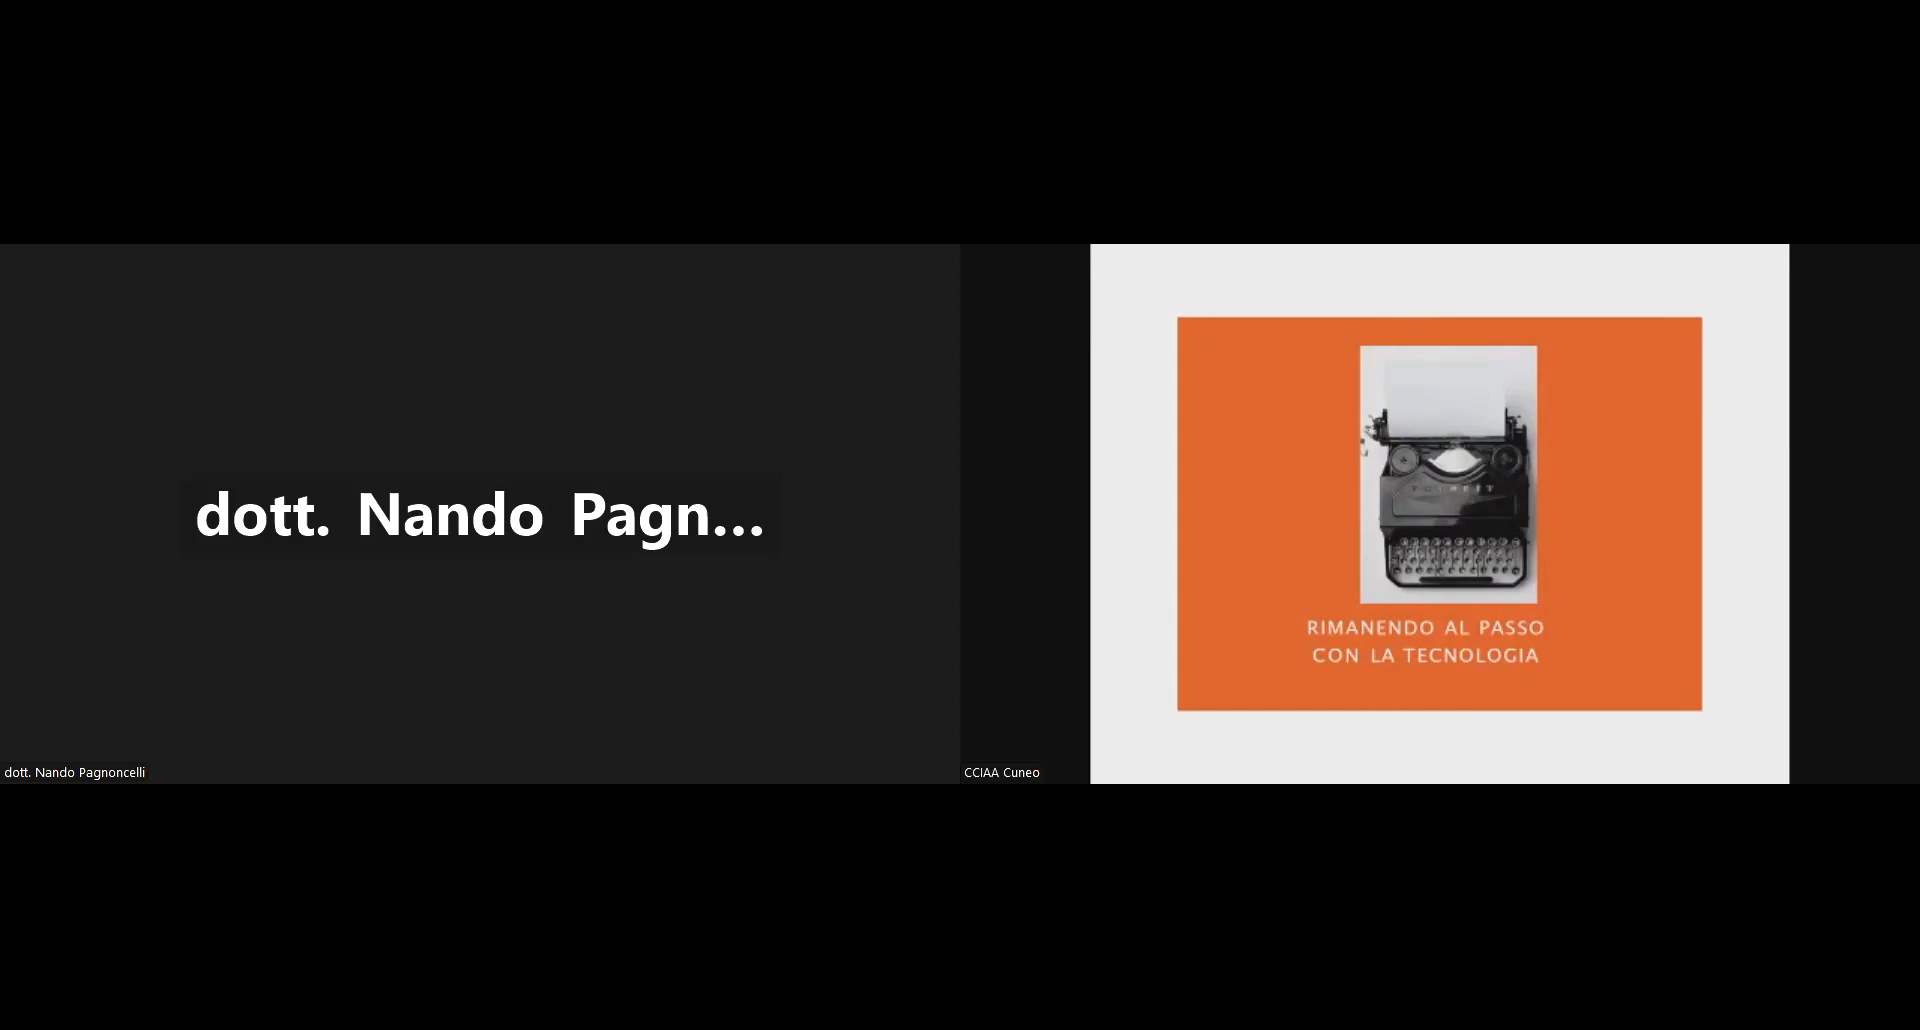 dott. Nando Pagn...
dott. Nando Pagnoncelli
RIMANENDO AL PASSO
CON LA TECNOLOGIA
CCIAA Cuneo